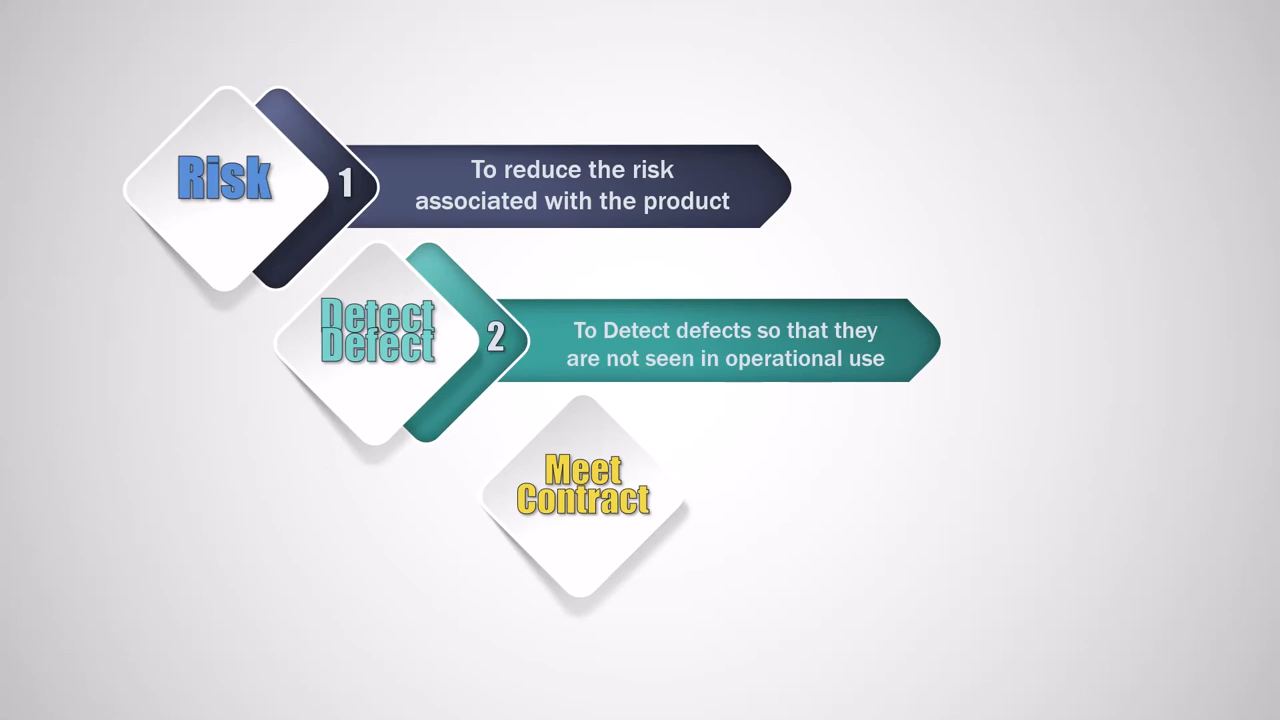 Risk
1
To reduce the risk
associated with the product
Detect
Defect
2
To Detect defects so that they
are not seen in operational use
Meet
Contract